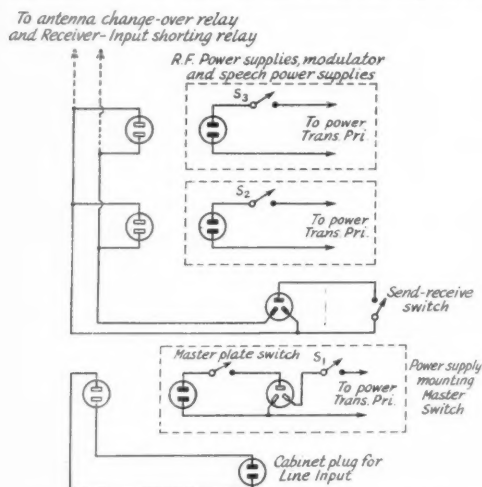 To antenna change-over relay
and Receiver-Input shorting relay
R.F. Power supplies, modulator
and speech power supplies
S3
To power
Trans. Pri.
S2
To power
Trans. Pri.
Send-receive
switch
Master plate switch
S1
To power
Trans. Pri.
Power supply
mounting
Master
Switch
Cabinet plug for
Line Input